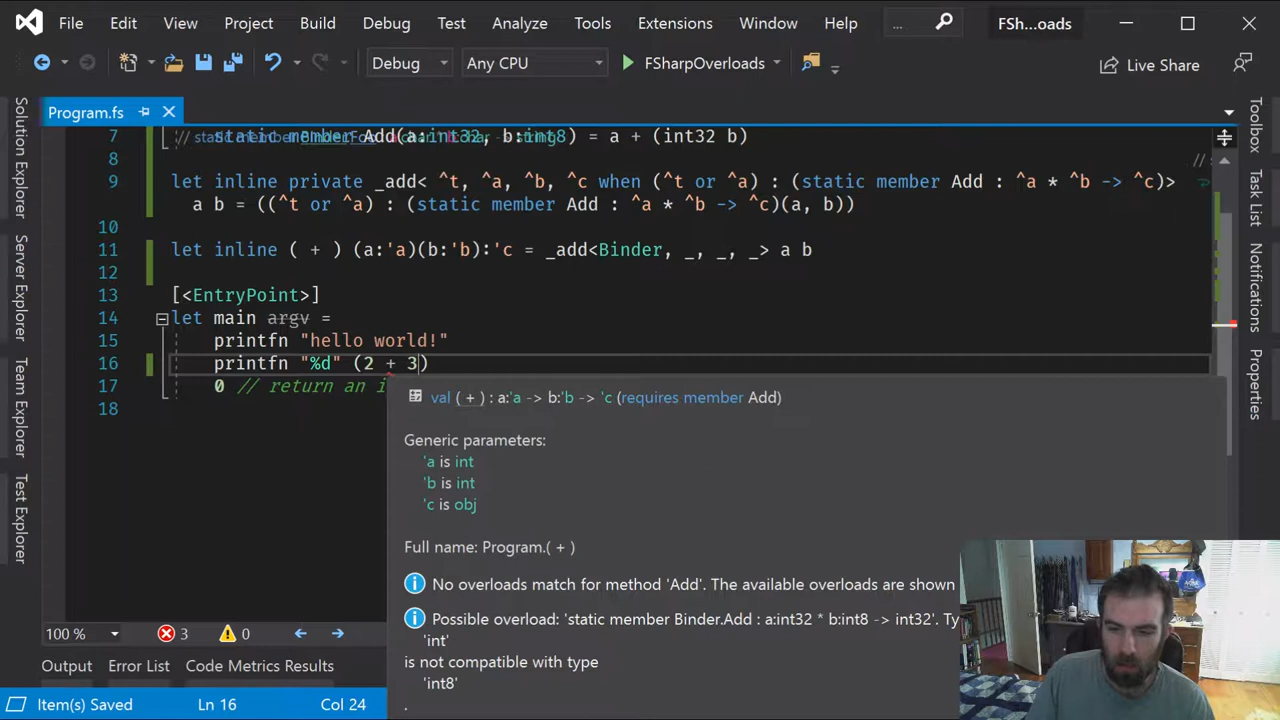 File Edit View Project Build Debug Test Analyze Tools Extensions Window Help ... FSh...oads
Debug Any CPU FSharpOverloads Live Share
Program.fs
Solution Explorer
Server Explorer
Team Explorer
Test Explorer
Toolbox
Task List
Notifications
Properties
7 static member Add(a:int32, b:int8) = a + (int32 b)
8
9 let inline private _add< ^t, ^a, ^b, ^c when (^t or ^a) : (static member Add : ^a * ^b -> ^c)>
a b = ((^t or ^a) : (static member Add : ^a * ^b -> ^c)(a, b))
10
11 let inline ( + ) (a:'a)(b:'b):'c = _add<Binder, _, _, _> a b
12
13 [<EntryPoint>]
14 let main argv =
15 printfn "hello world!"
16 printfn "%d" (2 + 3)
17 0 // return an i
18
val ( + ) : a:'a -> b:'b -> 'c (requires member Add)
Generic parameters:
'a is int
'b is int
'c is obj
Full name: Program.( + )
No overloads match for method 'Add'. The available overloads are shown
Possible overload: 'static member Binder.Add : a:int32 * b:int8 -> int32'. Ty
'int'
is not compatible with type
'int8'
.
100 % 3 0
Output Error List Code Metrics Results
Item(s) Saved Ln 16 Col 24